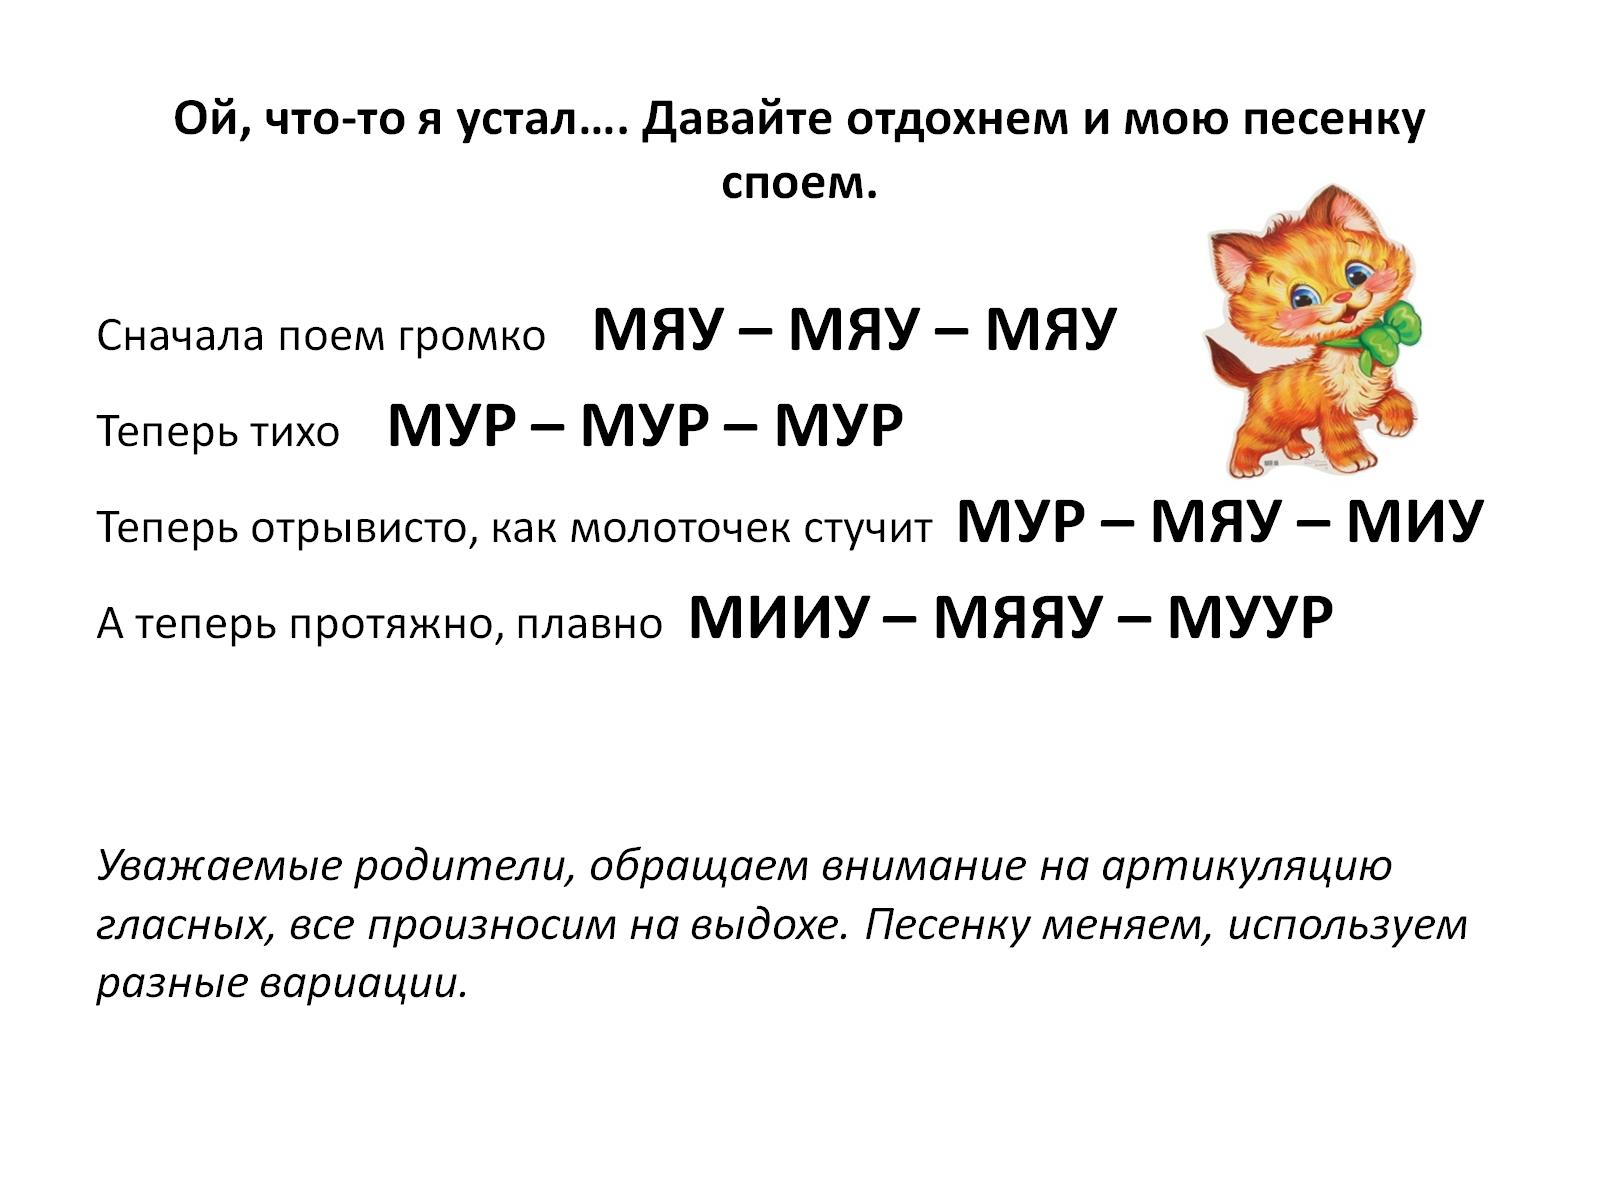 Ой, что-то я устал…. Давайте отдохнем и мою песенку
споем.
Сначала поем громко МЯУ – МЯУ – МЯУ
Теперь тихо МУР – МУР – МУР
Теперь отрывисто, как молоточек стучит МУР – МЯУ – МИУ
А теперь протяжно, плавно МИИУ – МЯЯУ – МУУР
Уважаемые родители, обращаем внимание на артикуляцию
гласных, все произносим на выдохе. Песенку меняем, используем
разные вариации.